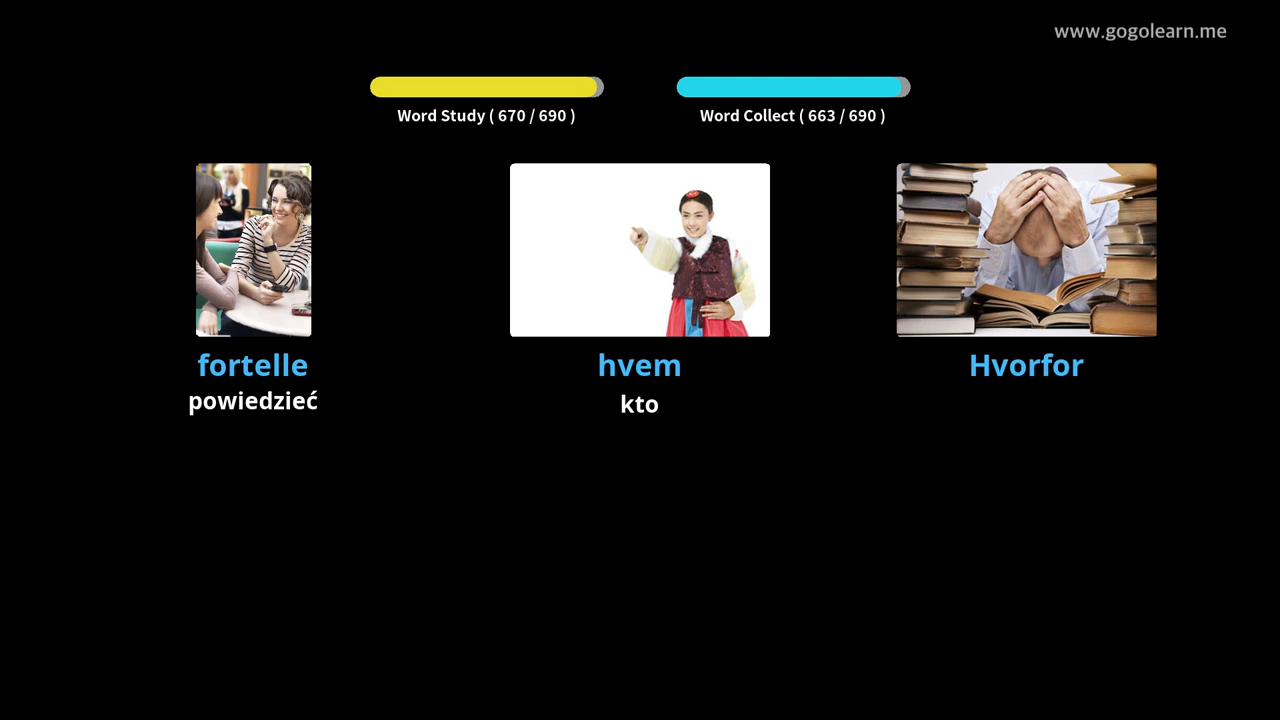 www.gogolearn.me
Word Study ( 670 / 690 )
Word Collect ( 663 / 690 )
fortelle
hvem
Hvorfor
powiedzieć
kto